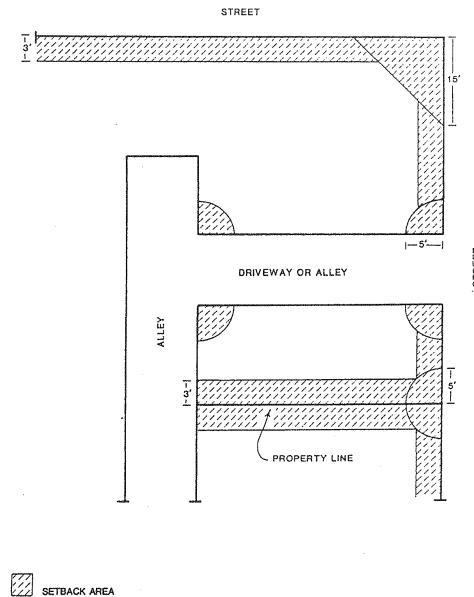 STREET
3'
15'
5'
DRIVEWAY OR ALLEY
ALLEY
3'
5'
PROPERTY LINE
SETBACK AREA